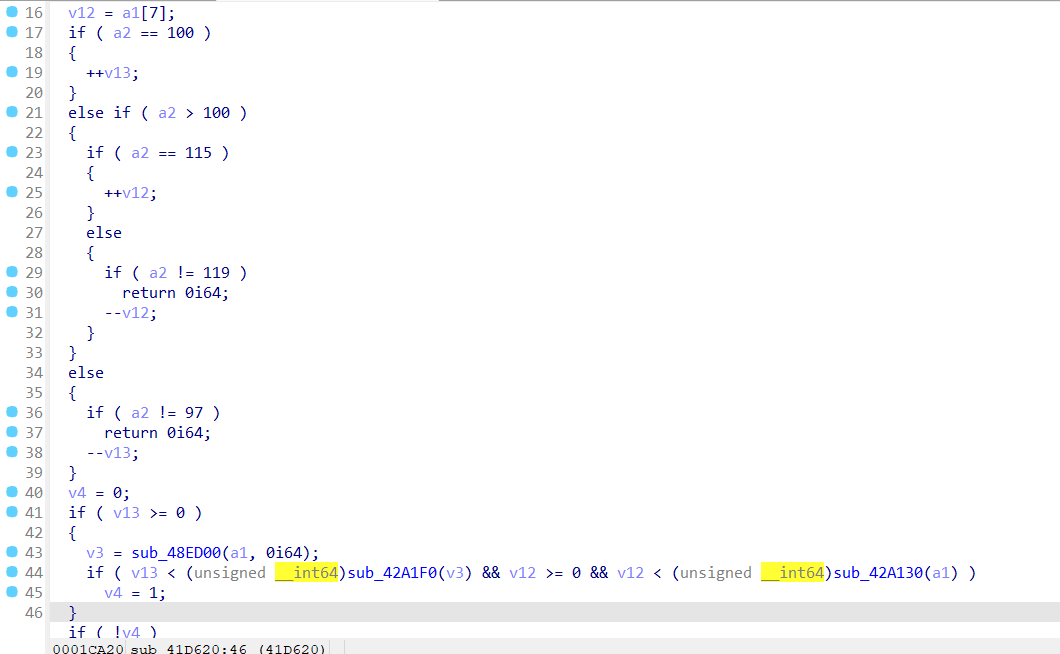 16 v12 = a1[7];
17 if ( a2 == 100 )
18 {
19 ++v13;
20 }
21 else if ( a2 > 100 )
22 {
23 if ( a2 == 115 )
24 {
25 ++v12;
26 }
27 else
28 {
29 if ( a2 != 119 )
30 return 0i64;
31 --v12;
32 }
33 }
34 else
35 {
36 if ( a2 != 97 )
37 return 0i64;
38 --v13;
39 }
40 v4 = 0;
41 if ( v13 >= 0 )
42 {
43 v3 = sub_48ED00(a1, 0i64);
44 if ( v13 < (unsigned __int64)sub_42A1F0(v3) && v12 >= 0 && v12 < (unsigned __int64)sub_42A130(a1) )
45 v4 = 1;
46 }
if ( !v4 )
0001CA20 sub_41D620:46 (41D620)